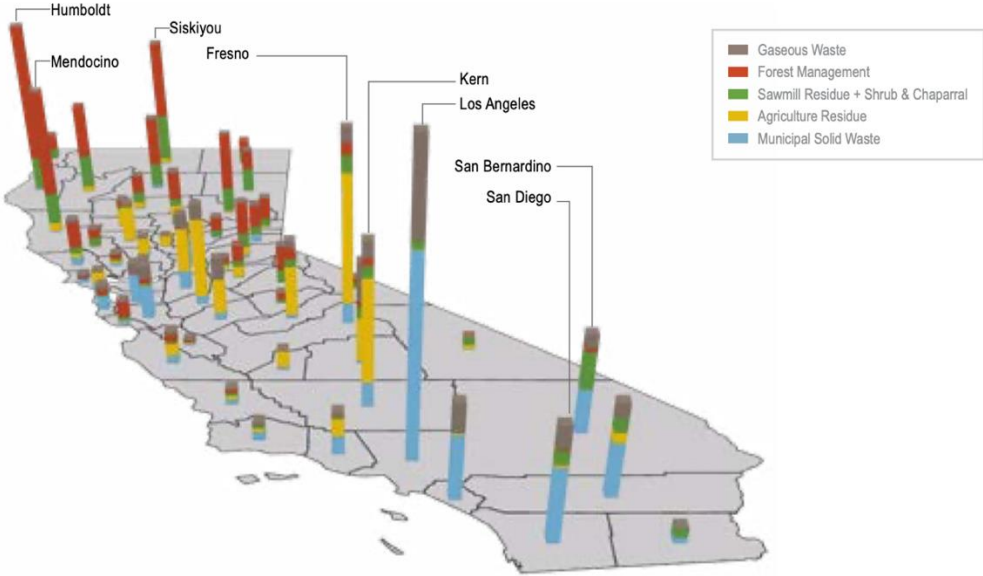 Humboldt
Siskiyou
Mendocino
Fresno
Kern
Los Angeles
San Bernardino
San Diego
Gaseous Waste
Forest Management
Sawmill Residue + Shrub & Chaparral
Agriculture Residue
Municipal Solid Waste